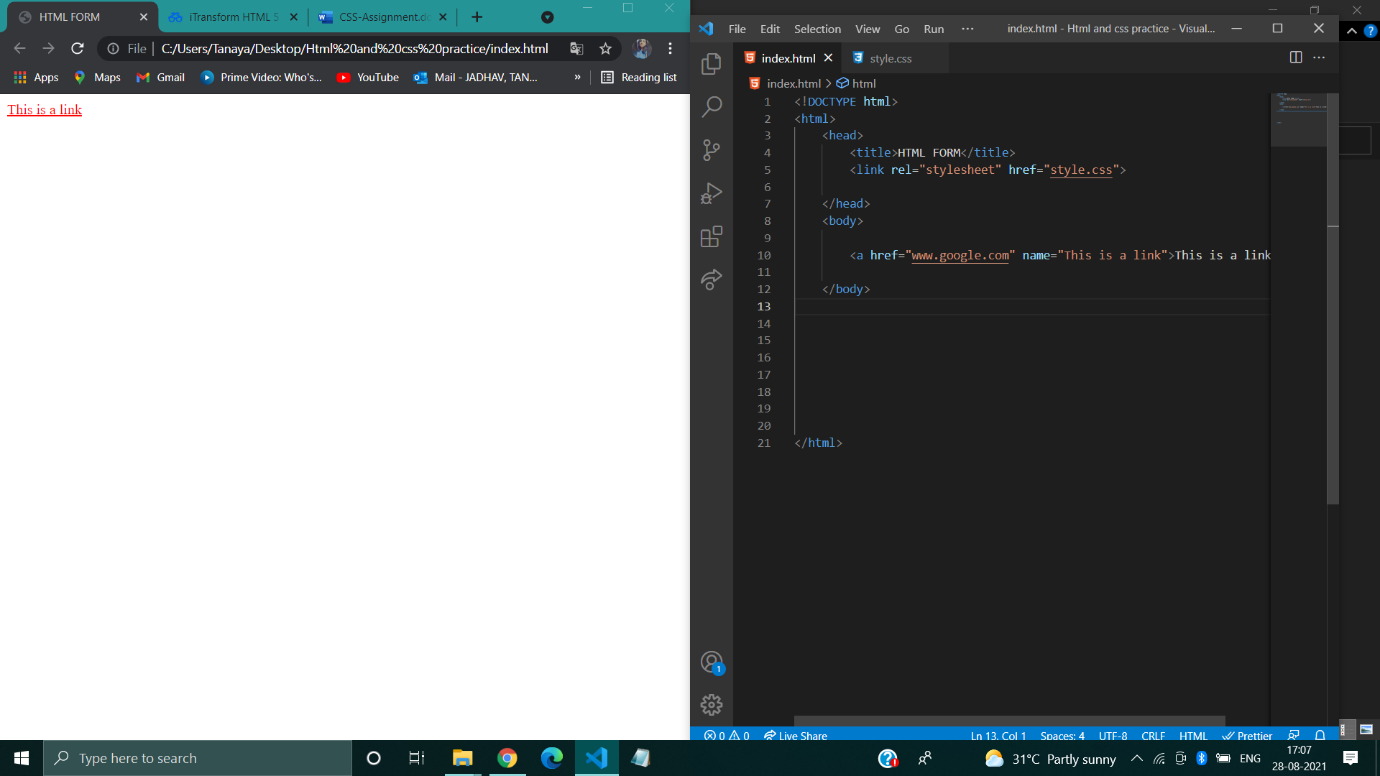 HTML FORM
iTransform HTML 5
CSS-Assignment.do
File | C:/Users/Tanaya/Desktop/Html%20and%20css%20practice/index.html
Apps Maps Gmail Prime Video: Who's... YouTube Mail - JADHAV, TAN... » Reading list
This is a link
File Edit Selection View Go Run ··· index.html - Html and css practice - Visual...
index.html style.css
index.html > html
1 <!DOCTYPE html>
2 <html>
3 <head>
4 <title>HTML FORM</title>
5 <link rel="stylesheet" href="style.css">
6
7 </head>
8 <body>
9
10 <a href="www.google.com" name="This is a link">This is a link
11
12 </body>
13
14
15
16
17
18
19
20
21 </html>
1
0 0 Live Share Ln 13, Col 1 Spaces: 4 UTF-8 CRLF HTML Prettier
Type here to search
31°C Partly sunny ENG
17:07
28-08-2021